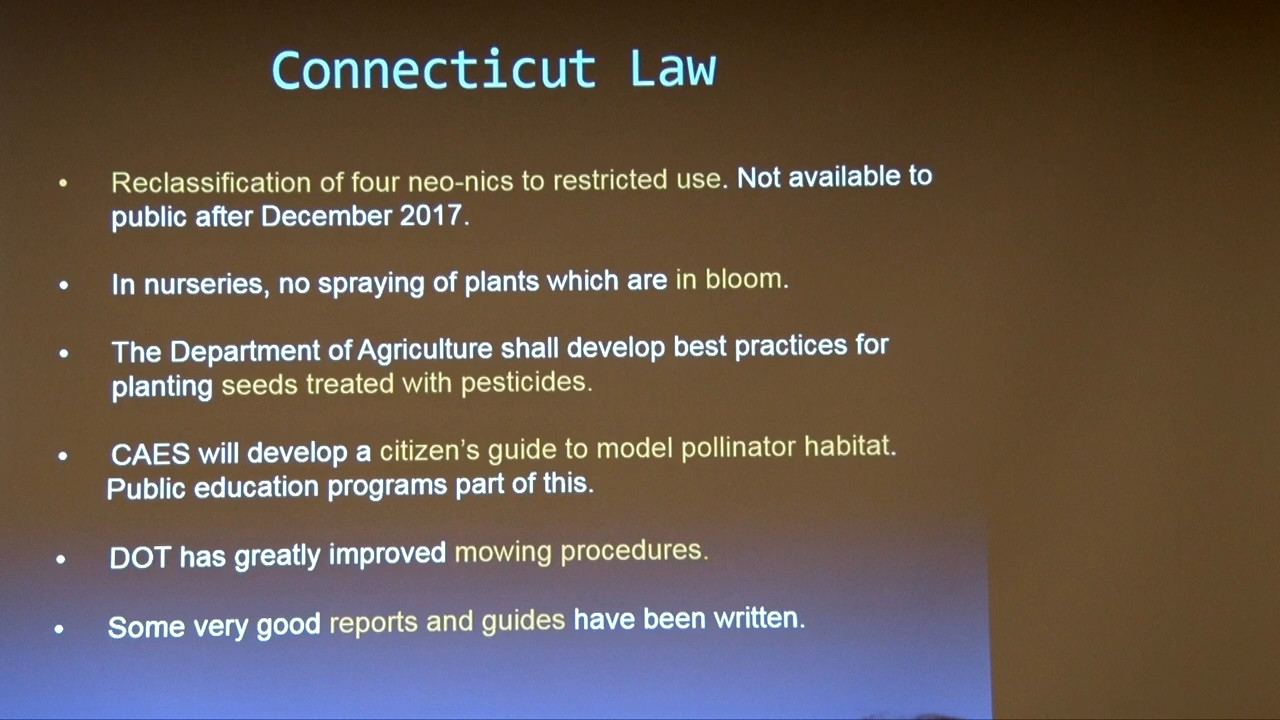 Connecticut Law
• Reclassification of four neo-nics to restricted use. Not available to
public after December 2017.
• In nurseries, no spraying of plants which are in bloom.
• The Department of Agriculture shall develop best practices for
planting seeds treated with pesticides.
• CAES will develop a citizen’s guide to model pollinator habitat.
Public education programs part of this.
• DOT has greatly improved mowing procedures.
• Some very good reports and guides have been written.